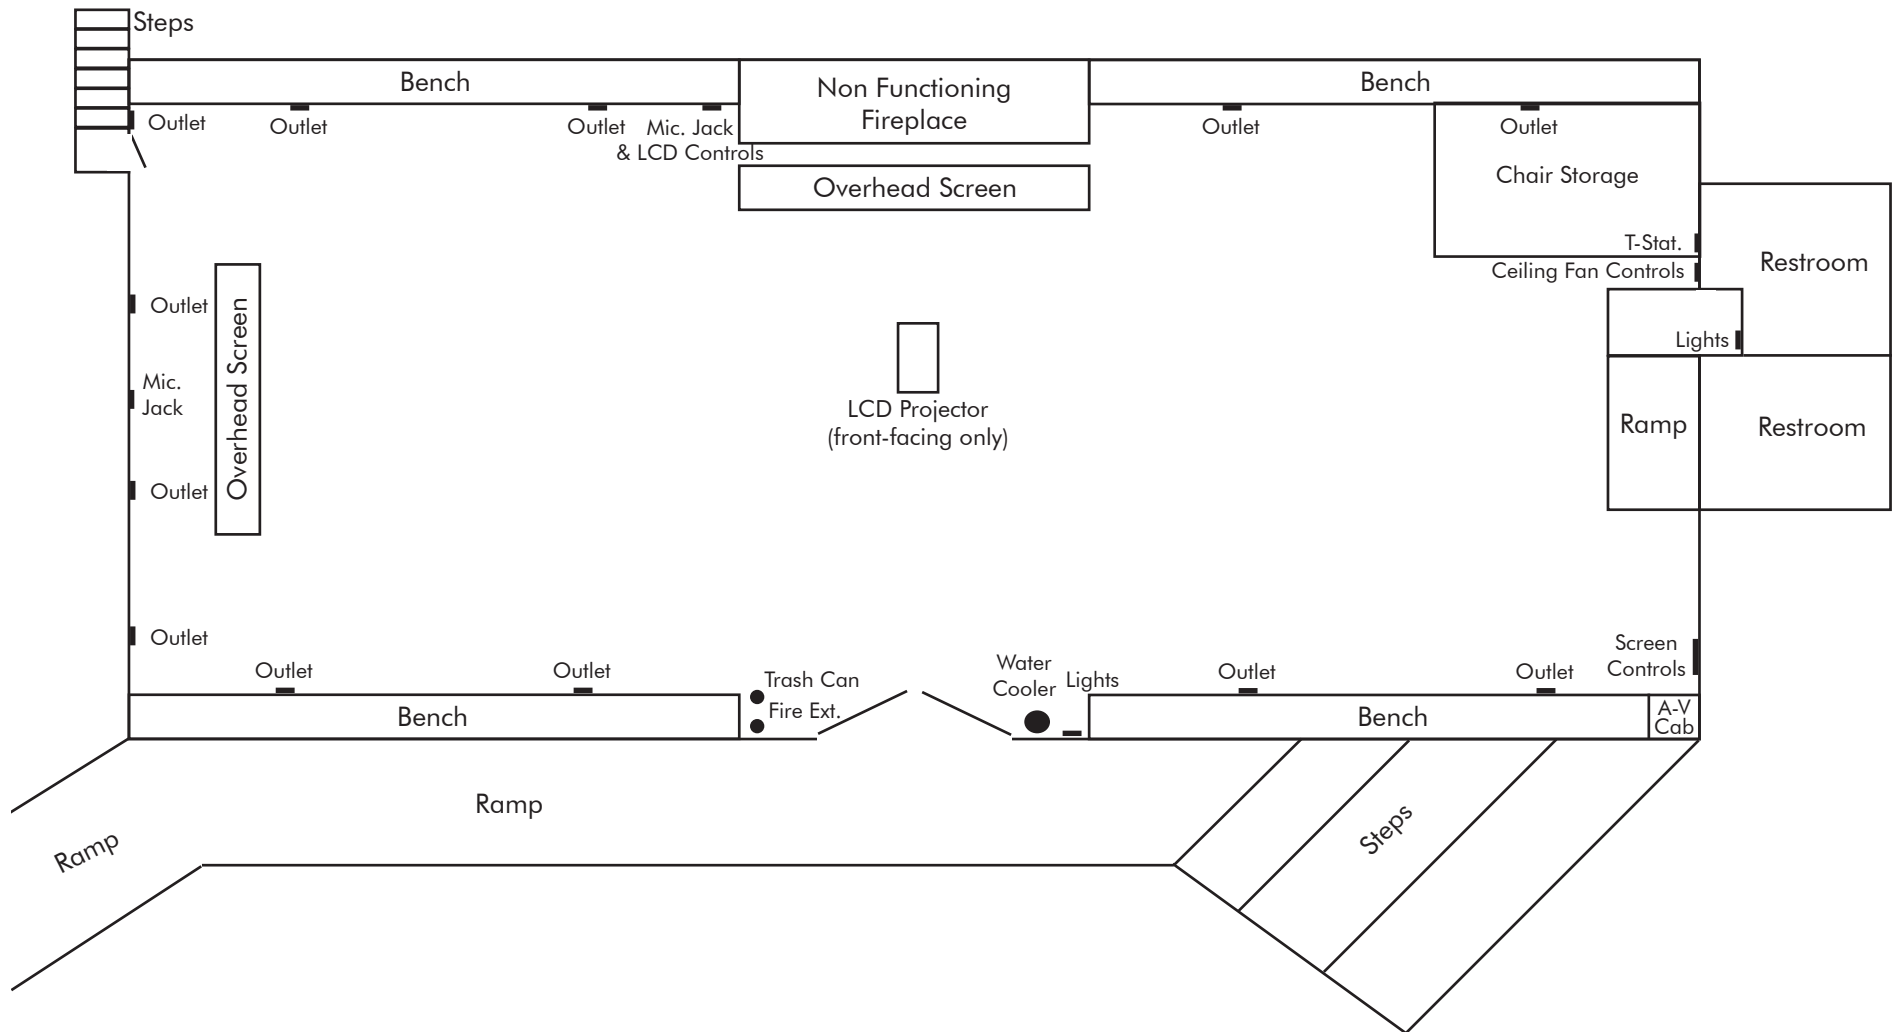 Steps
Bench
Non Functioning
Fireplace
Bench
Outlet
Outlet
Outlet
Mic. Jack
& LCD Controls
Outlet
Outlet
Overhead Screen
Chair Storage
T-Stat.
Ceiling Fan Controls
Restroom
Outlet
Overhead Screen
Lights
Mic.
Jack
LCD Projector
(front-facing only)
Ramp
Restroom
Outlet
Outlet
Screen
Controls
Outlet
Outlet
Trash Can
Fire Ext.
Water
Cooler
Lights
Outlet
Outlet
Bench
Bench
A-V
Cab
Ramp
Ramp
Steps